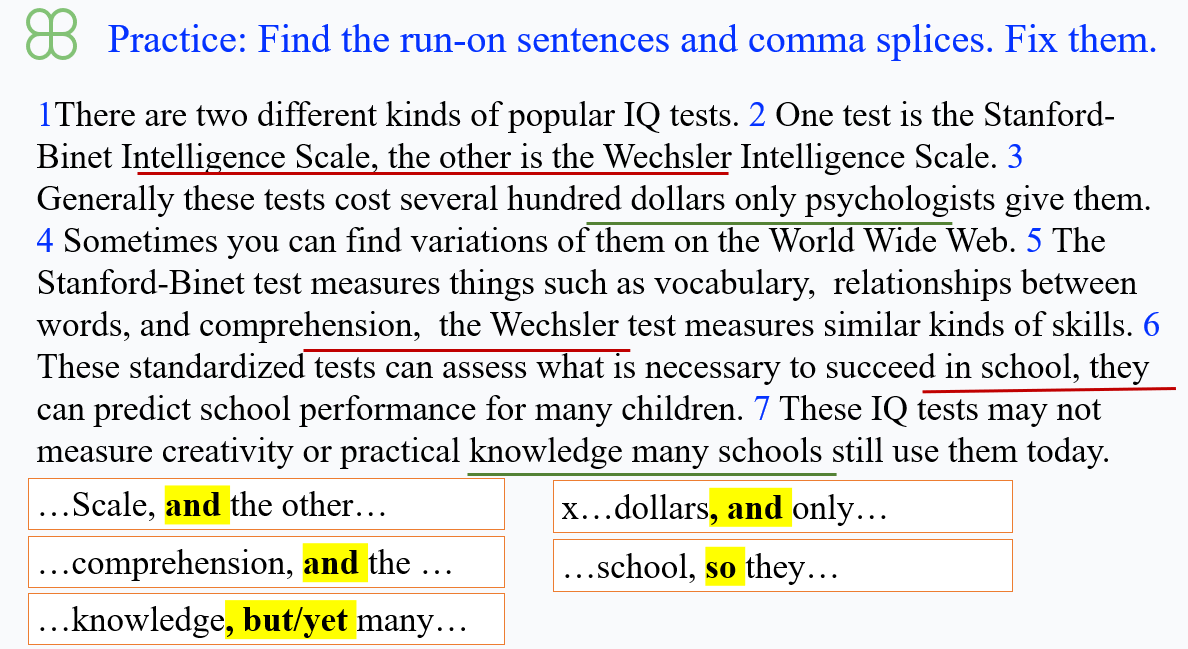 Practice: Find the run-on sentences and comma splices. Fix them.
1There are two different kinds of popular IQ tests. 2 One test is the Stanford-
Binet Intelligence Scale, the other is the Wechsler Intelligence Scale. 3
Generally these tests cost several hundred dollars only psychologists give them.
4 Sometimes you can find variations of them on the World Wide Web. 5 The
Stanford-Binet test measures things such as vocabulary,  relationships between
words, and comprehension,  the Wechsler test measures similar kinds of skills. 6
These standardized tests can assess what is necessary to succeed in school, they
can predict school performance for many children. 7 These IQ tests may not
measure creativity or practical knowledge many schools still use them today.
…Scale, and the other…
x…dollars, and only…
…comprehension, and the …
…school, so they…
…knowledge, but/yet many…